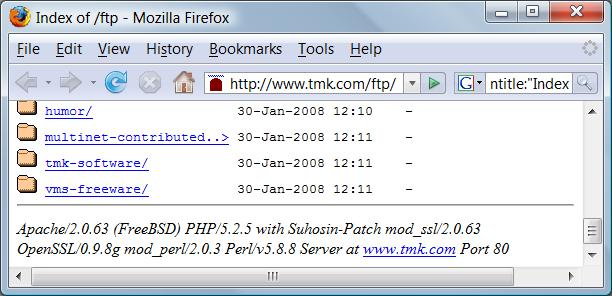 Index of /ftp - Mozilla Firefox
File Edit View History Bookmarks Tools Help
http://www.tmk.com/ftp/ G ntitle:"Index
humor/ 30-Jan-2008 12:10 -
multinet-contributed..> 30-Jan-2008 12:11 -
tmk-software/ 30-Jan-2008 12:11 -
vms-freeware/ 30-Jan-2008 12:11 -
Apache/2.0.63 (FreeBSD) PHP/5.2.5 with Suhosin-Patch mod_ssl/2.0.63
OpenSSL/0.9.8g mod_perl/2.0.3 Perl/v5.8.8 Server at www.tmk.com Port 80